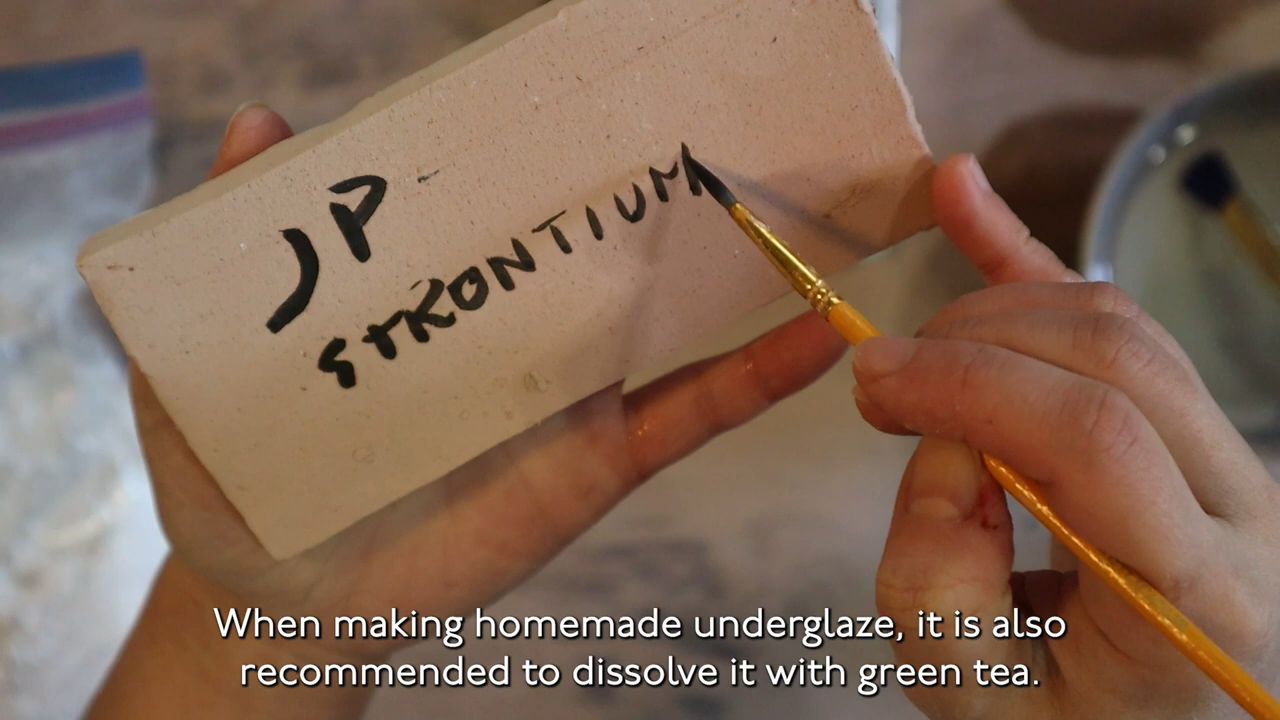 JP
STRONTIUM
When making homemade underglaze, it is also
recommended to dissolve it with green tea.